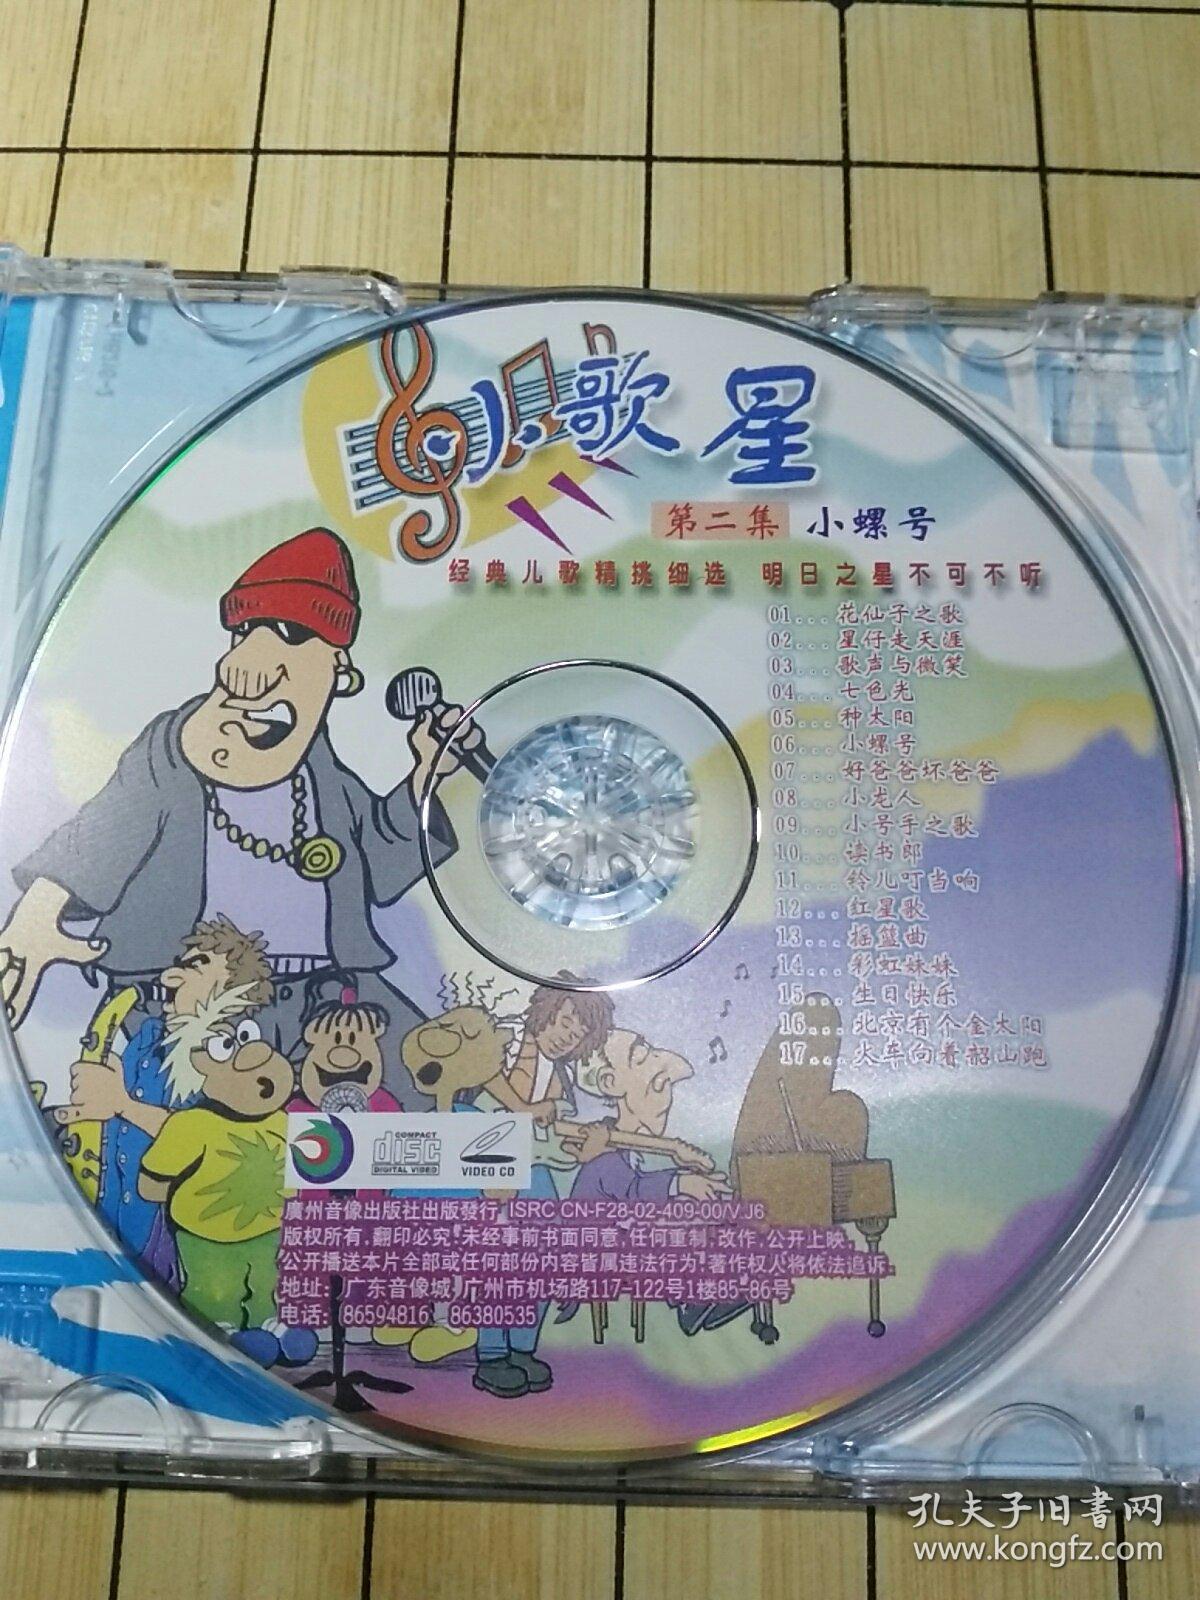 小歌星
第二集 小螺号
经典儿歌精挑细选 明日之星不可不听
01...花仙子之歌
02...星仔走天涯
03...歌声与微笑
04...七色光
05...种太阳
06...小螺号
07...好爸爸坏爸爸
08...小龙人
09...小号手之歌
10...读书郎
11...铃儿叮当响
12...红星歌
13...摇篮曲
14...彩虹妹妹
15...生日快乐
16...北京有个金太阳
17...火车向着韶山跑
COMPACT
disc
DIGITAL VIDEO
VIDEO CD
廣州音像出版社出版發行 ISRC CN-F28-02-409-00/V.J6
版权所有,翻印必究.未经事前书面同意,任何重制,改作,公开上映,
公开播送本片全部或任何部份内容皆属违法行为.著作权人将依法追诉.
地址: 广东音像城 广州市机场路117-122号1楼85-86号
电话: 86594816 86380535
孔夫子旧书网
www.kongfz.com